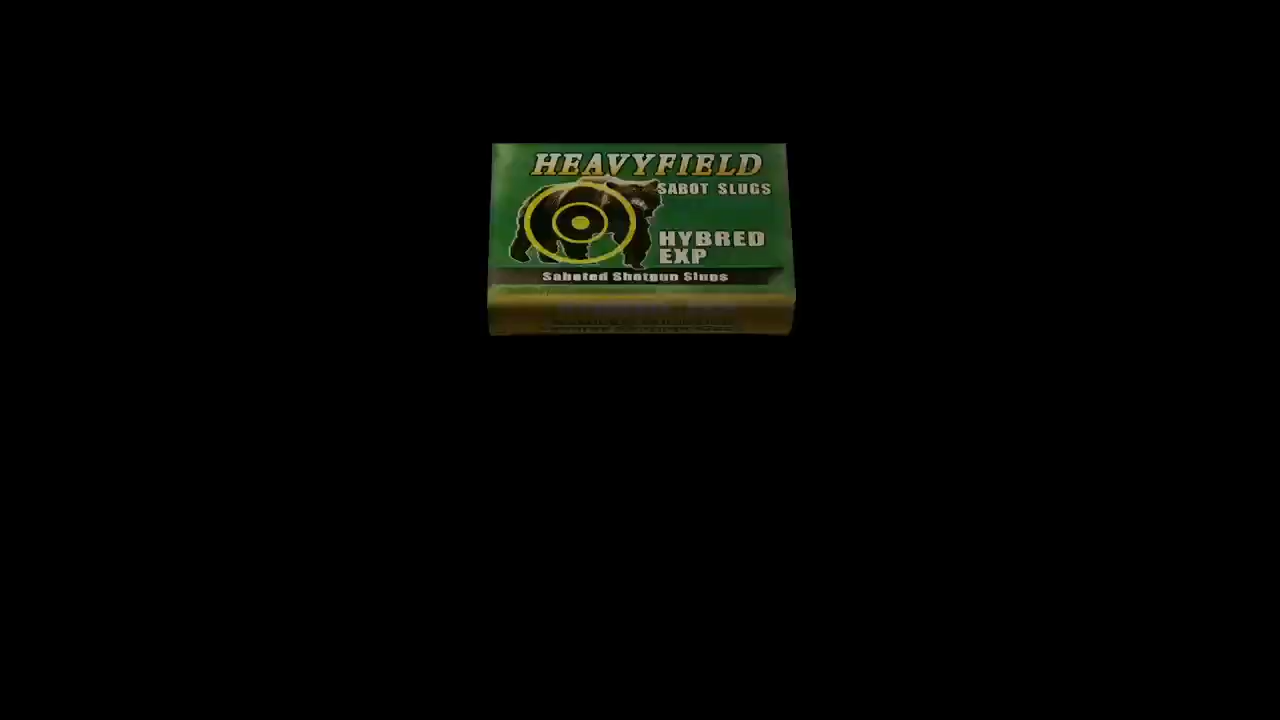 HEAVYFIELD
SABOT SLUGS
HYBRED
EXP
Saboted Shotgun Slugs